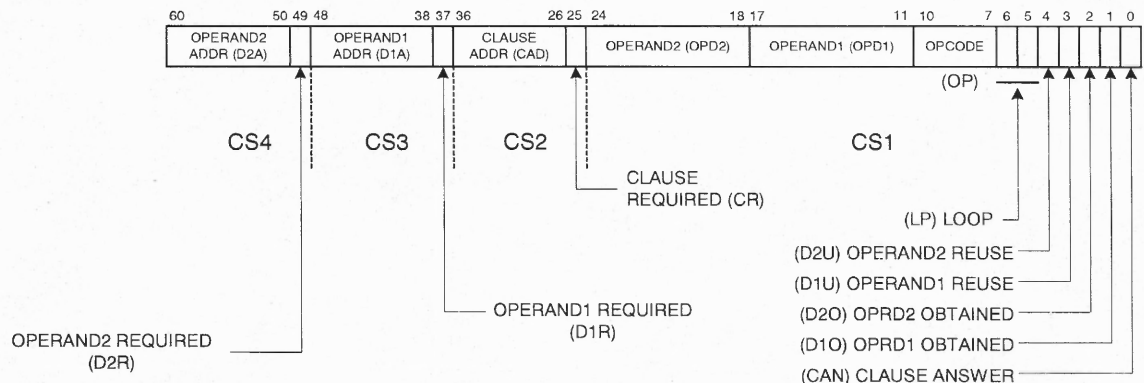 60 50 49 48 38 37 36 26 25 24 18 17 11 10 7 6 5 4 3 2 1 0
OPERAND2
ADDR (D2A)
OPERAND1
ADDR (D1A)
CLAUSE
ADDR (CAD)
OPERAND2 (OPD2)
OPERAND1 (OPD1)
OPCODE
(OP)
CS4
CS3
CS2
CS1
CLAUSE
REQUIRED (CR)
(LP) LOOP
(D2U) OPERAND2 REUSE
(D1U) OPERAND1 REUSE
(D2O) OPRD2 OBTAINED
(D1O) OPRD1 OBTAINED
(CAN) CLAUSE ANSWER
OPERAND1 REQUIRED
(D1R)
OPERAND2 REQUIRED
(D2R)